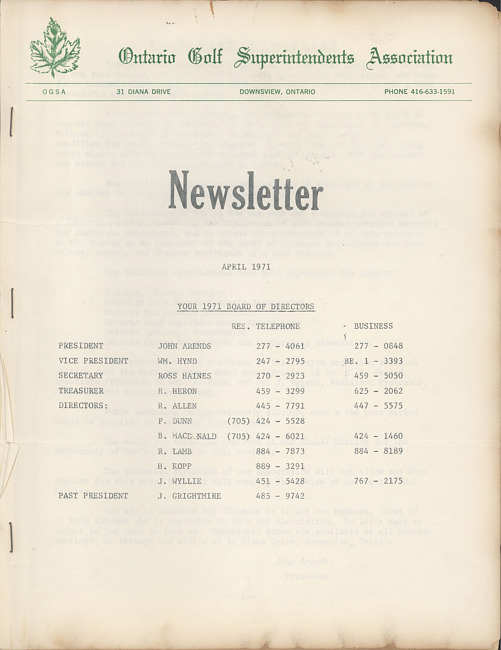 Ontario Golf Superintendents Association
OGSA 31 DIANA DRIVE DOWNSVIEW, ONTARIO PHONE 416-633-1591
Newsletter
APRIL 1971
YOUR 1971 BOARD OF DIRECTORS
RES. TELEPHONE - BUSINESS
PRESIDENT JOHN ARENDS 277 - 4061 277 - 0848
VICE PRESIDENT WM. HYND 247 - 2795 BE. 1 - 3393
SECRETARY ROSS HAINES 270 - 2923 459 - 5050
TREASURER R. HERON 459 - 3299 625 - 2062
DIRECTORS: R. ALLEN 445 - 7791 447 - 5575
F. DUNN (705) 424 - 5528
B. MACDONALD (705) 424 - 6021 424 - 1460
R. LAMB 884 - 7873 884 - 8189
H. KOPP 889 - 3291
J. WYLLIE 451 - 5428 767 - 2175
PAST PRESIDENT J. GRIGHTMIRE 485 - 9742